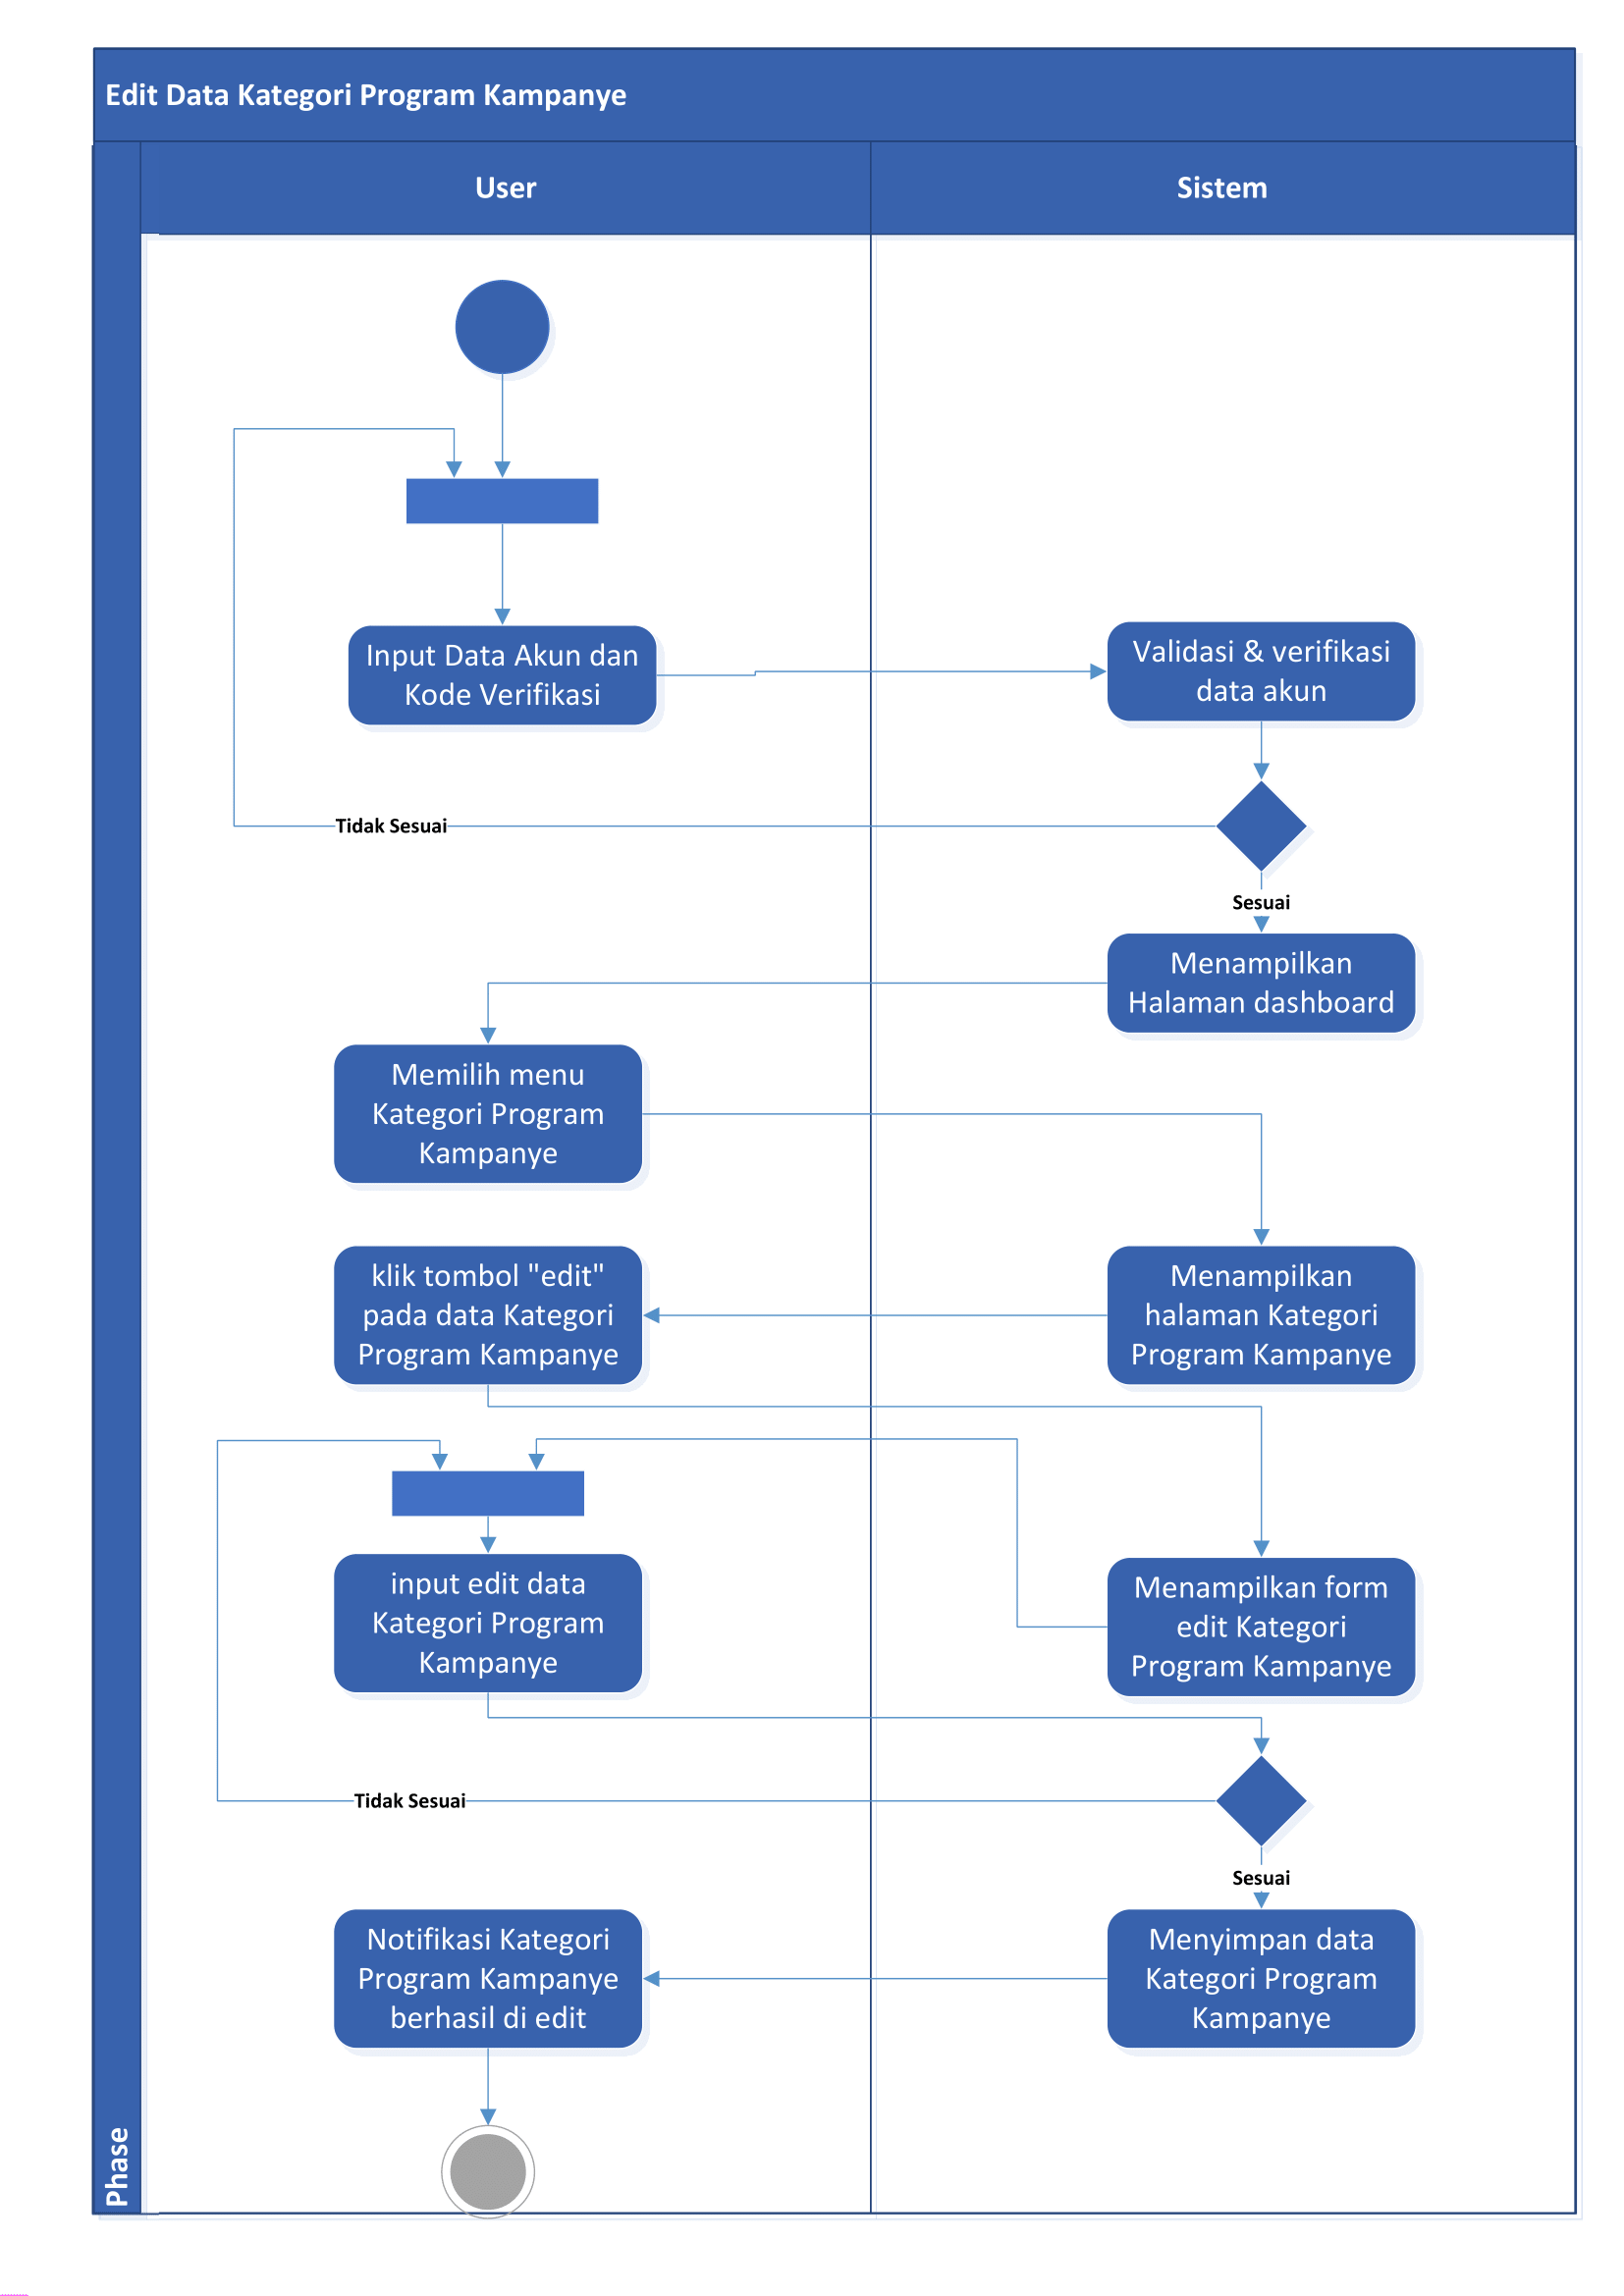 Edit Data Kategori Program Kampanye
User
Sistem
Phase
Input Data Akun dan
Kode Verifikasi
Validasi & verifikasi
data akun
Tidak Sesuai
Sesuai
Menampilkan
Halaman dashboard
Memilih menu
Kategori Program
Kampanye
klik tombol "edit"
pada data Kategori
Program Kampanye
Menampilkan
halaman Kategori
Program Kampanye
input edit data
Kategori Program
Kampanye
Menampilkan form
edit Kategori
Program Kampanye
Tidak Sesuai
Sesuai
Notifikasi Kategori
Program Kampanye
berhasil di edit
Menyimpan data
Kategori Program
Kampanye